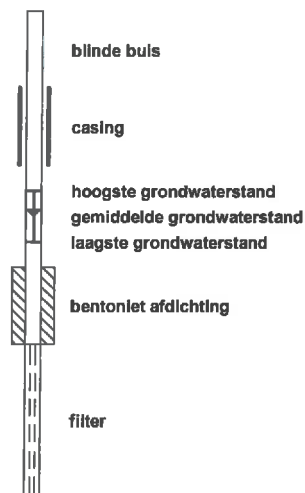 blinde buis
casing
hoogste grondwaterstand
gemiddelde grondwaterstand
laagste grondwaterstand
bentoniet afdichting
filter